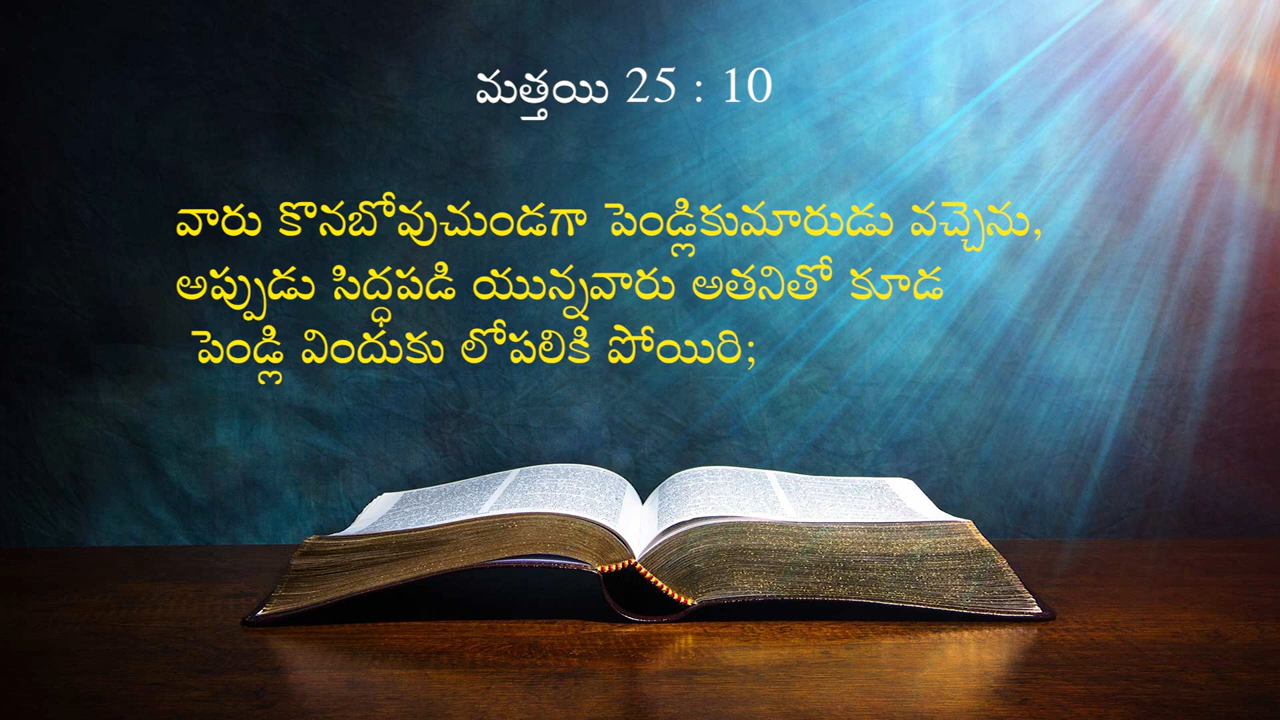 మత్తయి 25 : 10
వారు కొనబోవుచుండగా పెండ్లికుమారుడు వచ్చెను,
అప్పుడు సిద్ధపడి యున్నవారు అతనితో కూడ
పెండ్లి విందుకు లోపలికి పోయిరి;